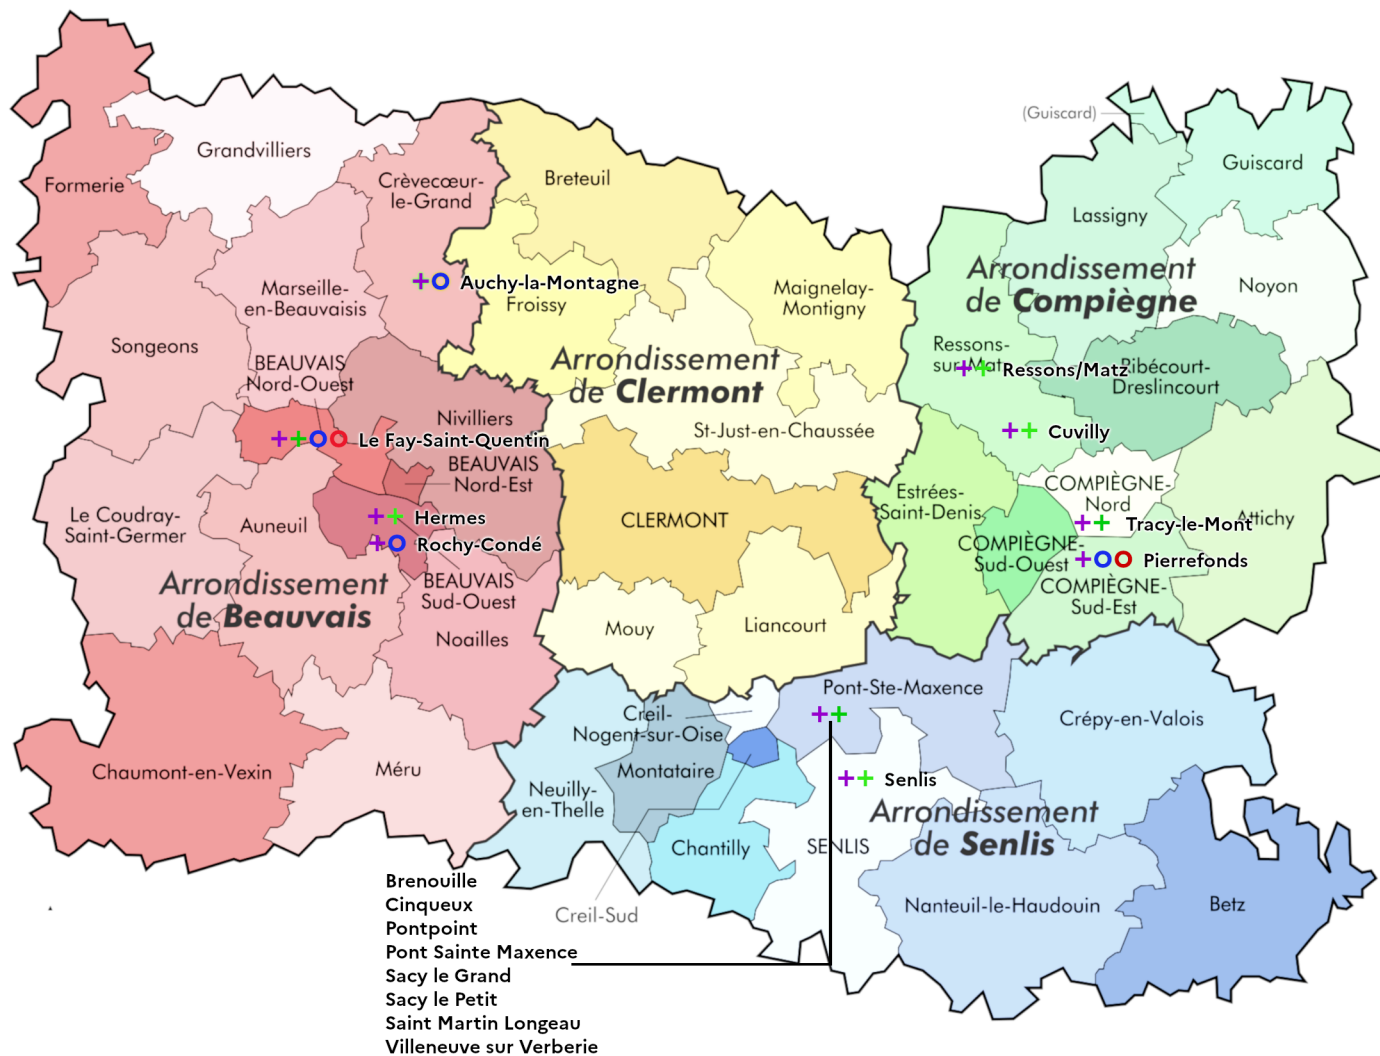 (Guiscard)
Grandvilliers
Guiscard
Formerie
Crèvecœur-
le-Grand
Breteuil
Lassigny
Arrondissement
de Compiègne
Noyon
Auchy-la-Montagne
Froissy
Marseille-
en-Beauvaisis
Maignelay-
Montigny
Songeons
Ressons-
sur-Matz
Ressons/Matz
Ribécourt-
Dreslincourt
BEAUVAIS
Nord-Ouest
Arrondissement
de Clermont
Nivilliers
Le Fay-Saint-Quentin
St-Just-en-Chaussée
Cuvilly
BEAUVAIS
Nord-Est
COMPIÈGNE-
Nord
Estrées-
Saint-Denis
Le Coudray-
Saint-Germer
Auneuil
Hermes
CLERMONT
Tracy-le-Mont
Attichy
Rochy-Condé
COMPIÈGNE-
Sud-Ouest
Pierrefonds
Arrondissement
de Beauvais
BEAUVAIS
Sud-Ouest
COMPIÈGNE-
Sud-Est
Noailles
Mouy
Liancourt
Pont-Ste-Maxence
Creil-
Nogent-sur-Oise
Crépy-en-Valois
Chaumont-en-Vexin
Méru
Montataire
Senlis
Neuilly-
en-Thelle
Arrondissement
de Senlis
Chantilly
SENLIS
Nanteuil-le-Haudouin
Betz
Creil-Sud
Brenouille
Cinqueux
Pontpoint
Pont Sainte Maxence
Sacy le Grand
Sacy le Petit
Saint Martin Longeau
Villeneuve sur Verberie